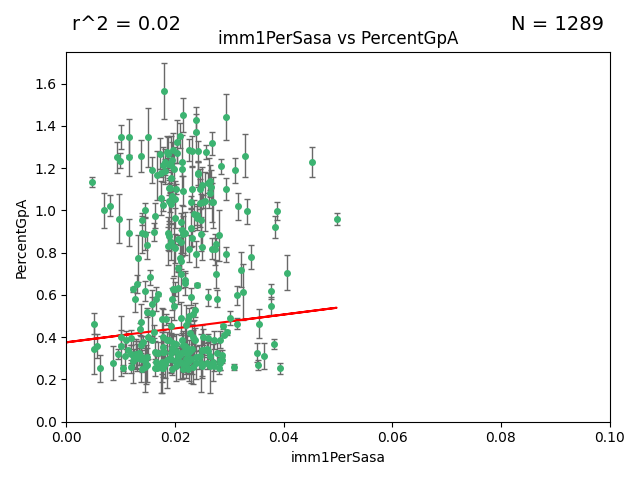 r^2 = 0.02
N = 1289
imm1PerSasa vs PercentGpA
PercentGpA
1.6
1.4
1.2
1.0
0.8
0.6
0.4
0.2
0.0
0.00 0.02 0.04 0.06 0.08 0.10
imm1PerSasa